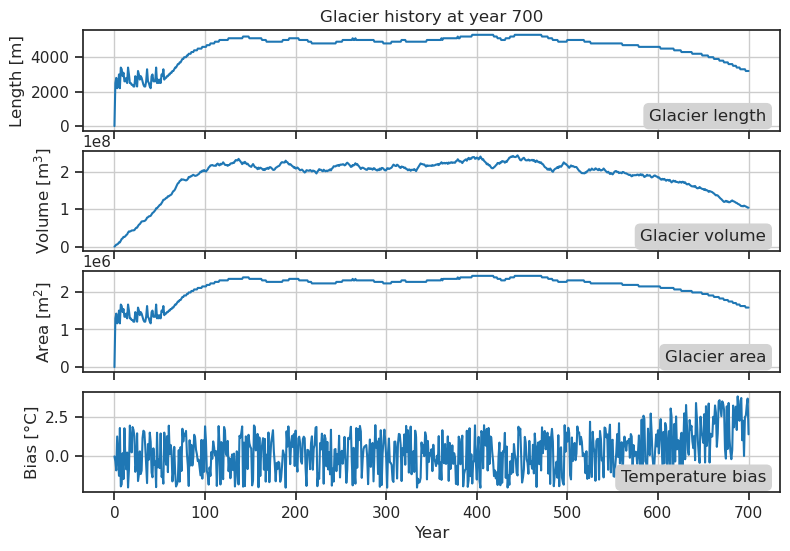 Glacier history at year 700
Length [m]
4000
2000
0
Glacier length
1e8
Volume [m³]
2
1
0
Glacier volume
1e6
Area [m²]
2
1
0
Glacier area
Bias [°C]
2.5
0.0
Temperature bias
0 100 200 300 400 500 600 700
Year